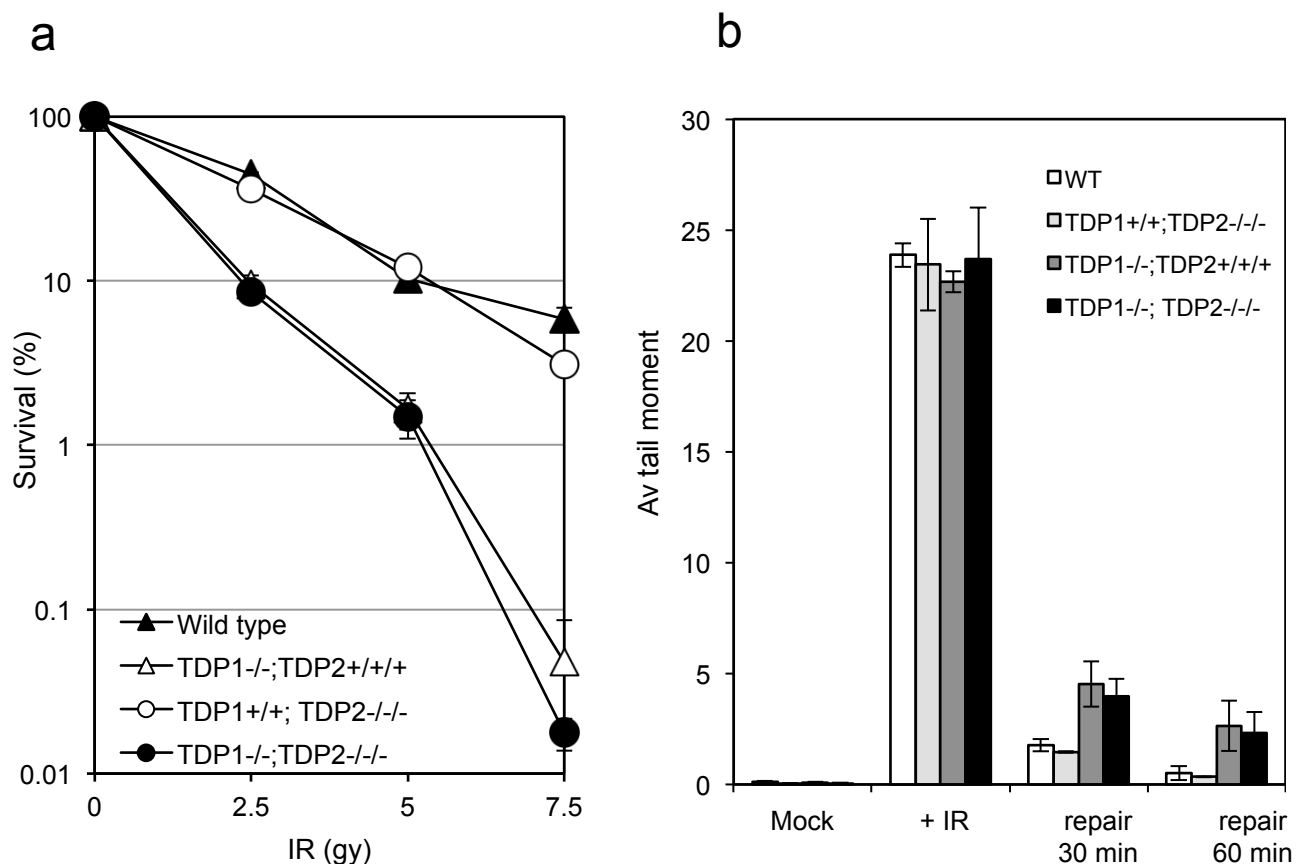 a
Survival (%)
100
10
1
0.1
0.01
Wild type
TDP1-/-;TDP2+/+/+
TDP1+/+; TDP2-/-/-
TDP1-/-;TDP2-/-/-
0 2.5 5 7.5
IR (gy)
b
Av tail moment
30
25
20
15
10
5
0
WT
TDP1+/+;TDP2-/-/-
TDP1-/-;TDP2+/+/+
TDP1-/-; TDP2-/-/-
Mock + IR repair repair
30 min 60 min